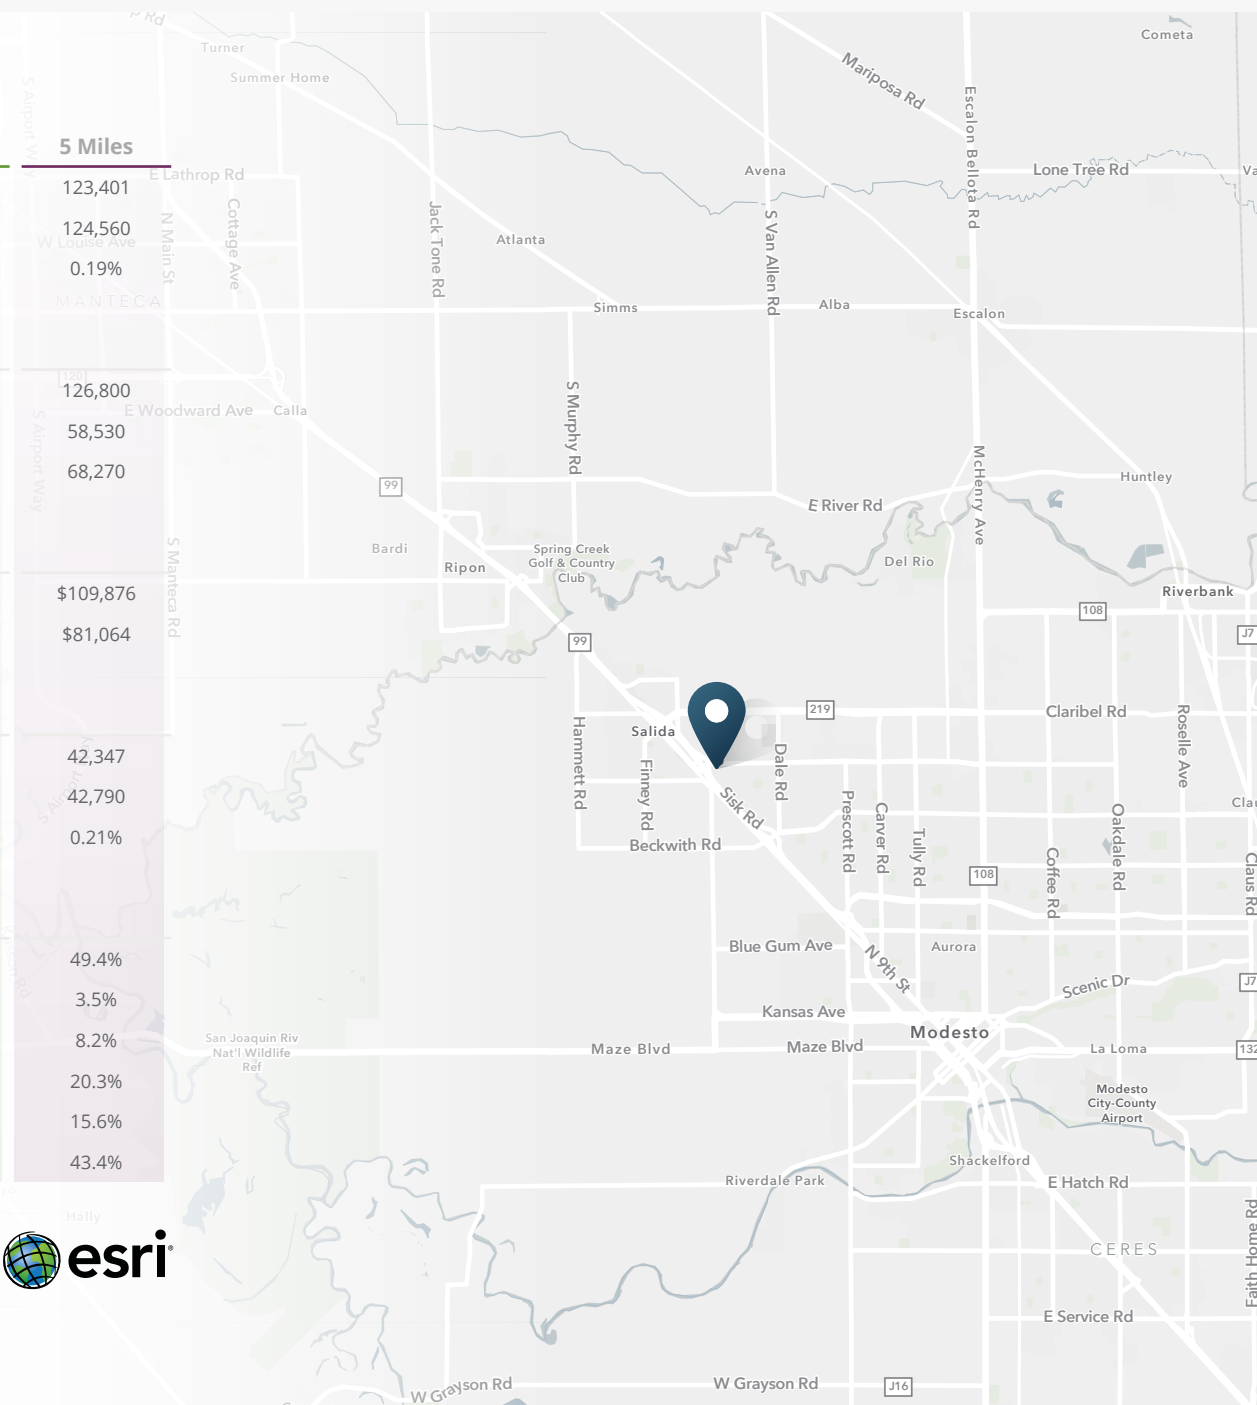 5 Miles
123,401
124,560
0.19%
126,800
58,530
68,270
$109,876
$81,064
42,347
42,790
0.21%
49.4%
3.5%
8.2%
20.3%
15.6%
43.4%
esri
Turner
Summer Home
S Airport Way
E Lathrop Rd
W Louise Ave
N Main St
Cottage Ave
MANTECA
120
E Woodward Ave
Calla
S Airport Way
S Manteca Rd
Hally
Jack Tone Rd
Atlanta
Simms
Mariposa Rd
Cometa
Escalon Bellota Rd
Avena
Lone Tree Rd
S Van Allen Rd
Alba
Escalon
S Murphy Rd
99
McHenry Ave
Huntley
E River Rd
Bardi
Ripon
Spring Creek
Golf & Country
Club
Del Rio
Riverbank
108
J7
99
219
Claribel Rd
Roselle Ave
Salida
Hammett Rd
Finney Rd
Dale Rd
Sisk Rd
Prescott Rd
Carver Rd
Tully Rd
Oakdale Rd
Coffee Rd
Claus Rd
Beckwith Rd
108
Blue Gum Ave
Aurora
N 9th St
Scenic Dr
J7
Kansas Ave
Modesto
San Joaquin Riv
Nat'l Wildlife
Ref
Maze Blvd
Maze Blvd
La Loma
132
Modesto
City-County
Airport
Shackelford
Riverdale Park
E Hatch Rd
CERES
Faith Home Rd
E Service Rd
W Grayson Rd
W Grayson Rd
J16